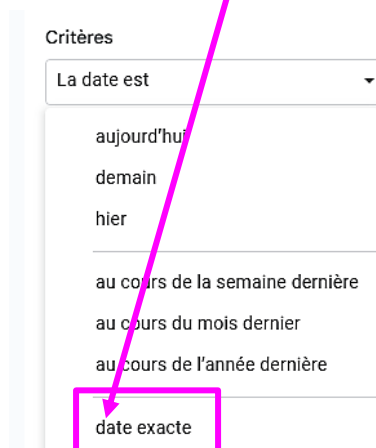 Critères
La date est
aujourd'hui
demain
hier
au cours de la semaine dernière
au cours du mois dernier
au cours de l'année dernière
date exacte